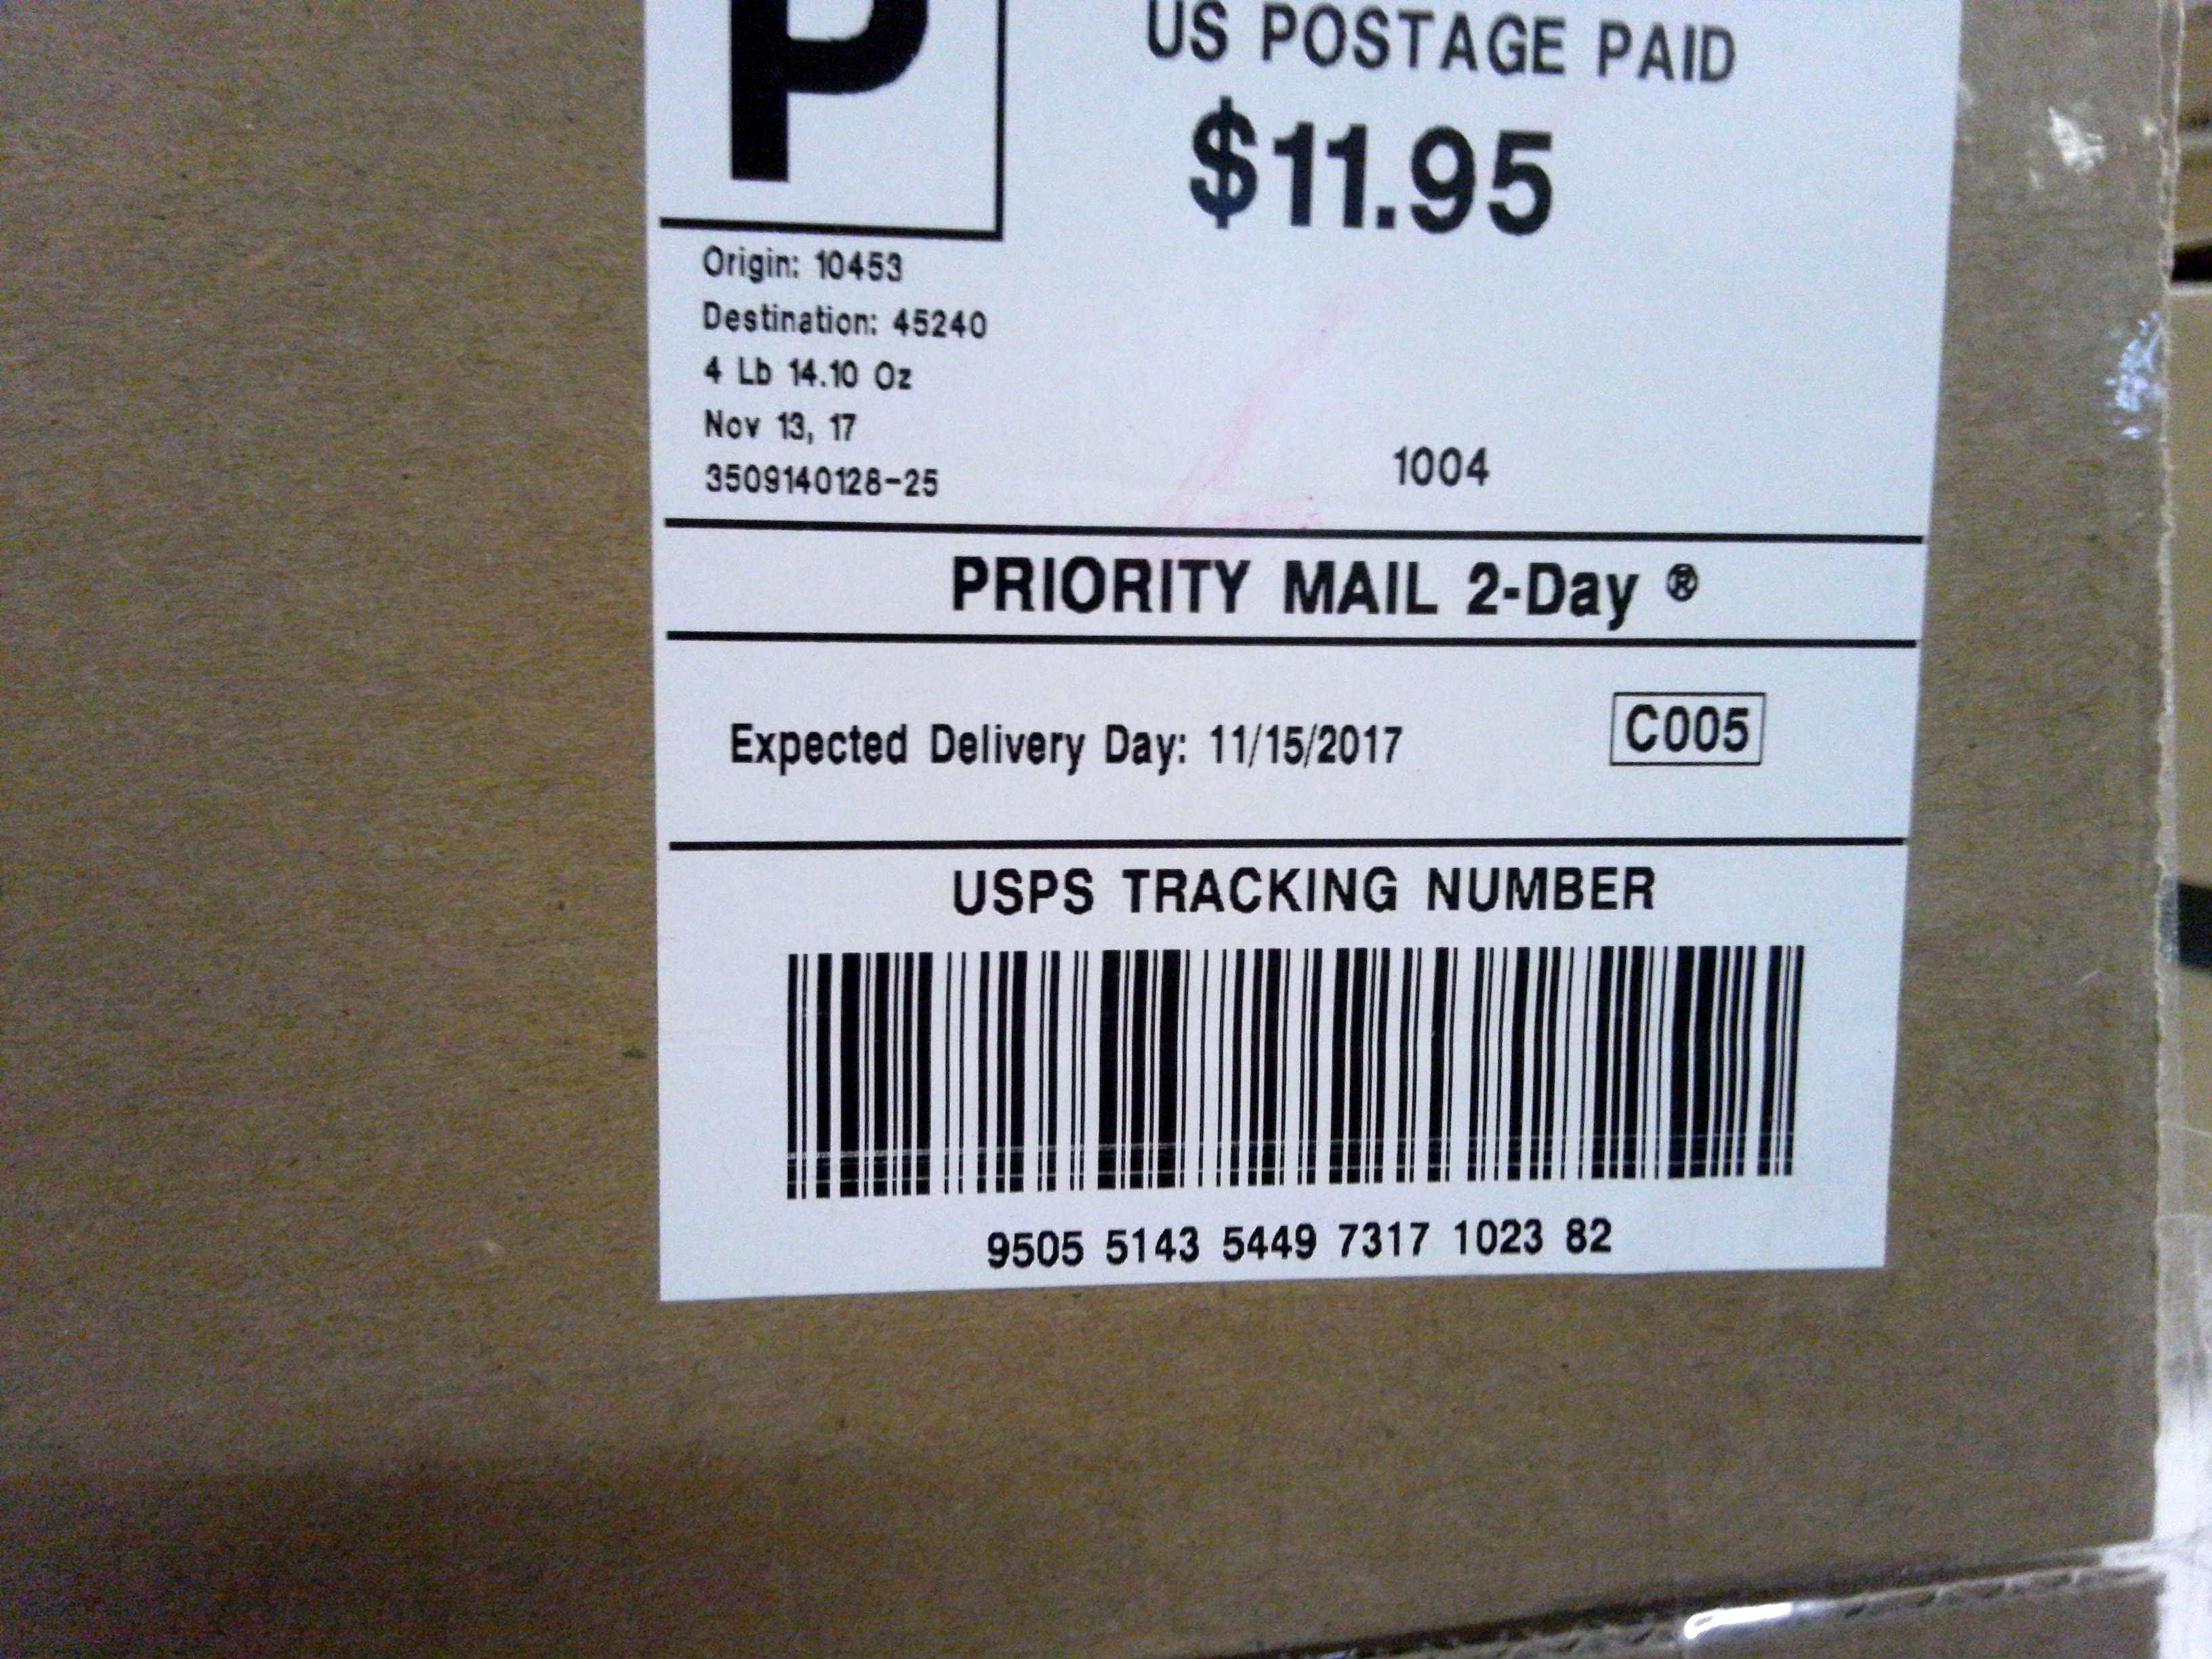 P
US POSTAGE PAID
$11.95
Origin: 10453
Destination: 45240
4 Lb 14.10 Oz
Nov 13, 17
3509140128-25
1004
PRIORITY MAIL 2-Day ®
Expected Delivery Day: 11/15/2017
C005
USPS TRACKING NUMBER
9505 5143 5449 7317 1023 82